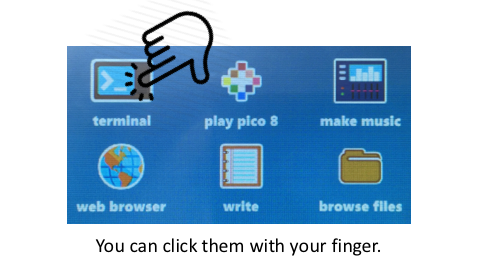 terminal play pico 8 make music
web browser write browse files
You can click them with your finger.